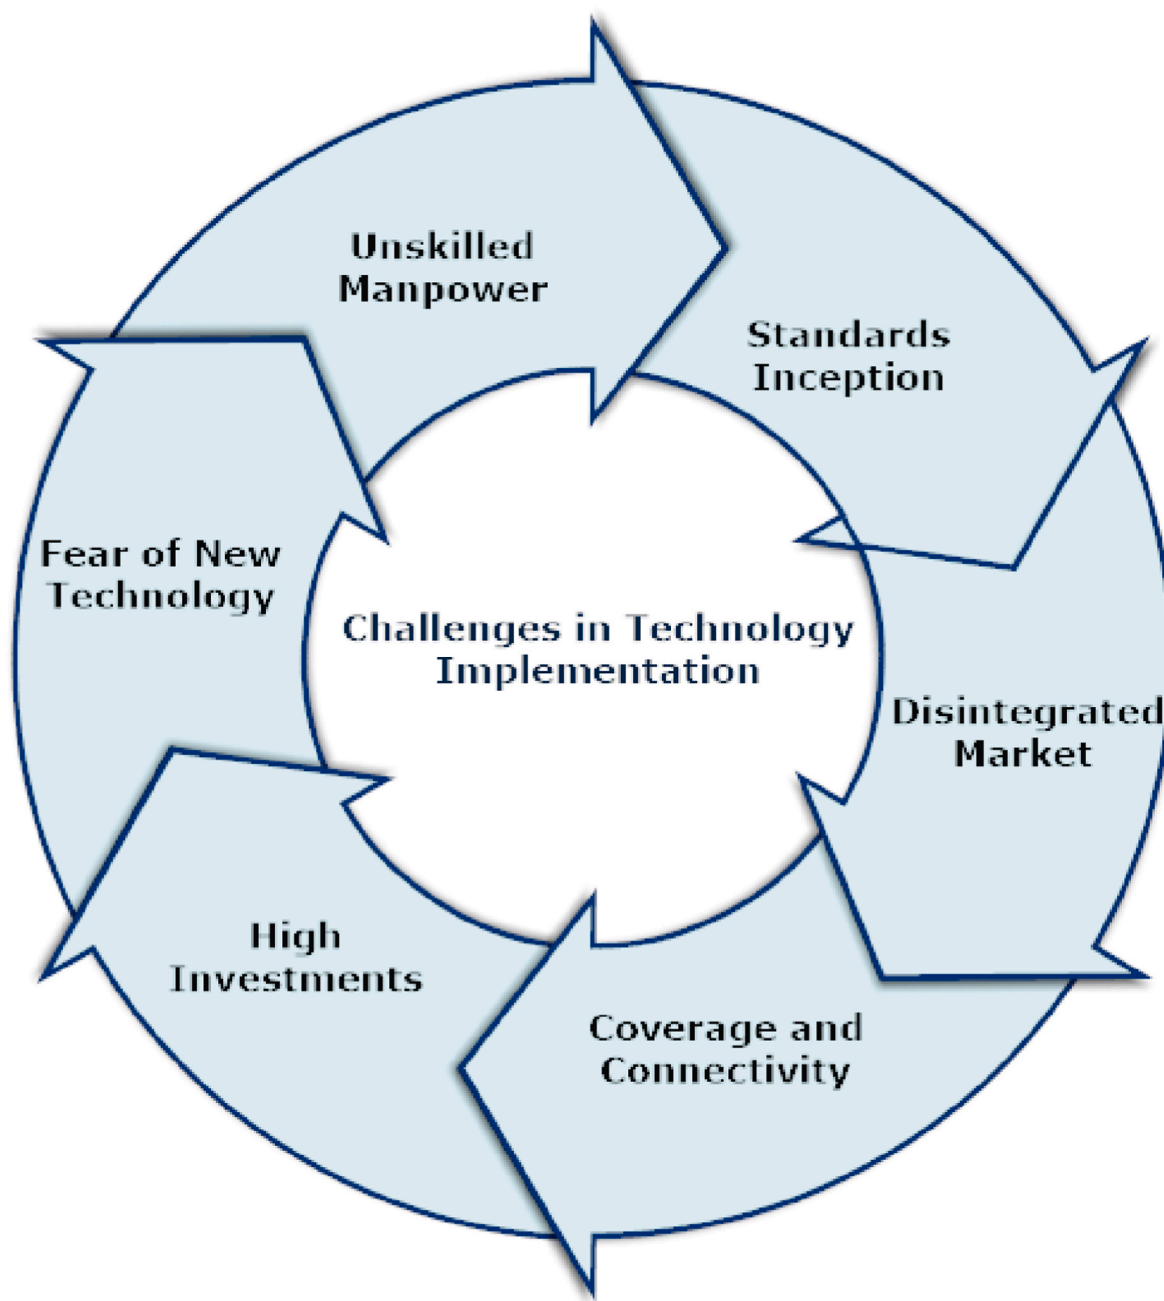 Unskilled
Manpower
Standards
Inception
Fear of New
Technology
Challenges in Technology
Implementation
Disintegrated
Market
High
Investments
Coverage and
Connectivity